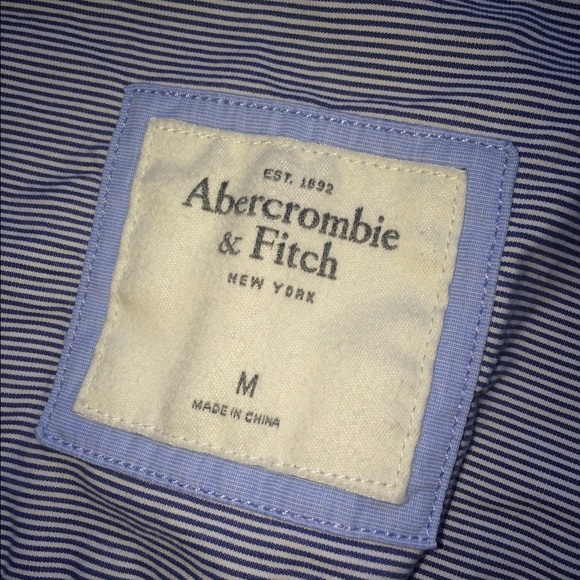 EST. 1892
Abercrombie
& Fitch
NEW YORK
M
MADE IN CHINA